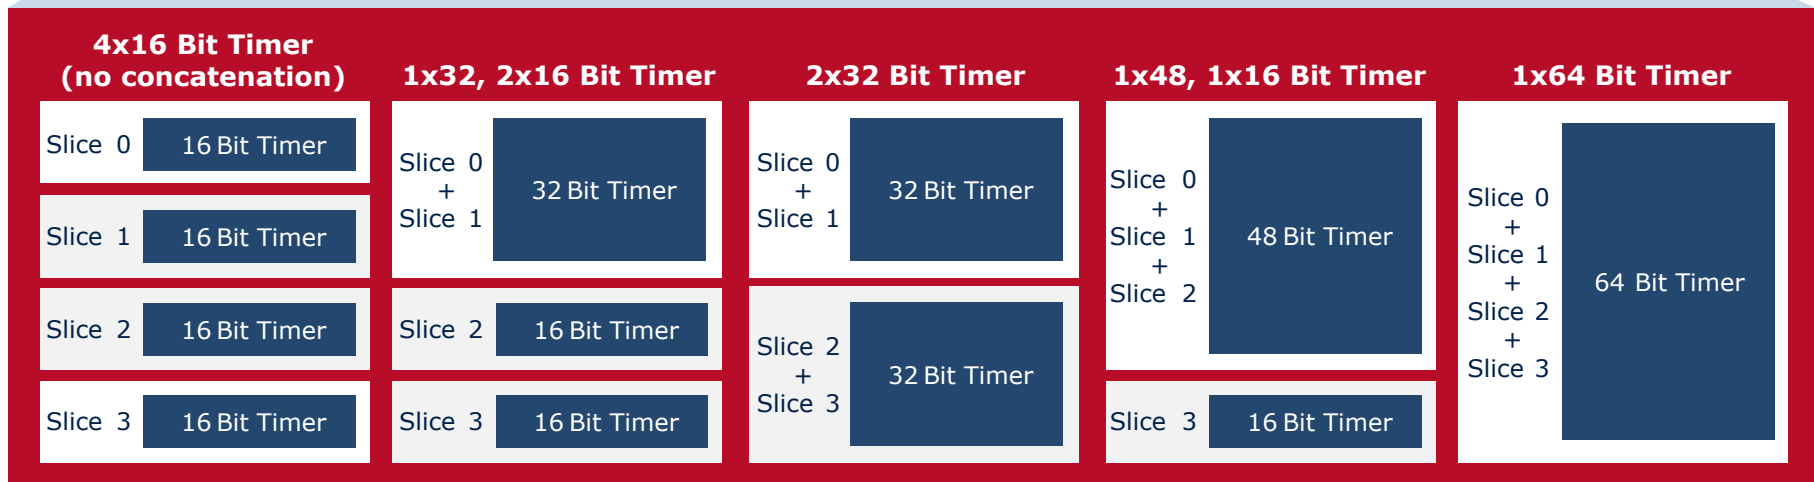 4x16 Bit Timer
(no concatenation)
Slice 0
16 Bit Timer
Slice 1
16 Bit Timer
Slice 2
16 Bit Timer
Slice 3
16 Bit Timer
1x32, 2x16 Bit Timer
Slice 0
+
Slice 1
32 Bit Timer
Slice 2
16 Bit Timer
Slice 3
16 Bit Timer
2x32 Bit Timer
Slice 0
+
Slice 1
32 Bit Timer
Slice 2
+
Slice 3
32 Bit Timer
1x48, 1x16 Bit Timer
Slice 0
+
Slice 1
+
Slice 2
48 Bit Timer
Slice 3
16 Bit Timer
1x64 Bit Timer
Slice 0
+
Slice 1
+
Slice 2
+
Slice 3
64 Bit Timer